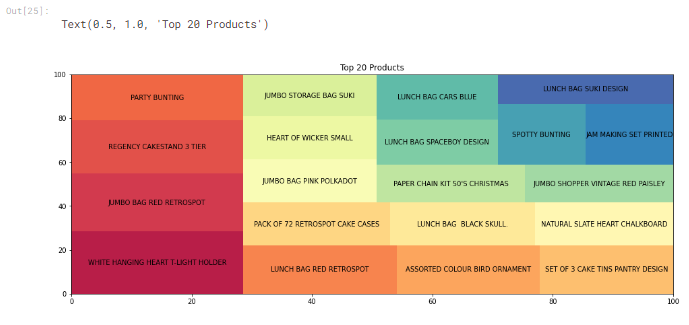 Out[25]:
Text(0.5, 1.0, 'Top 20 Products')
Top 20 Products
100
80
60
40
20
0
PARTY BUNTING
REGENCY CAKESTAND 3 TIER
JUMBO BAG RED RETROSPOT
WHITE HANGING HEART T-LIGHT HOLDER
JUMBO STORAGE BAG SUKI
HEART OF WICKER SMALL
JUMBO BAG PINK POLKADOT
LUNCH BAG CARS BLUE
LUNCH BAG SPACEBOY DESIGN
LUNCH BAG SUKI DESIGN
SPOTTY BUNTING
JAM MAKING SET PRINTED
PAPER CHAIN KIT 50'S CHRISTMAS
JUMBO SHOPPER VINTAGE RED PAISLEY
PACK OF 72 RETROSPOT CAKE CASES
LUNCH BAG  BLACK SKULL
NATURAL SLATE HEART CHALKBOARD
LUNCH BAG RED RETROSPOT
ASSORTED COLOUR BIRD ORNAMENT
SET OF 3 CAKE TINS PANTRY DESIGN
0
20
40
60
80
100